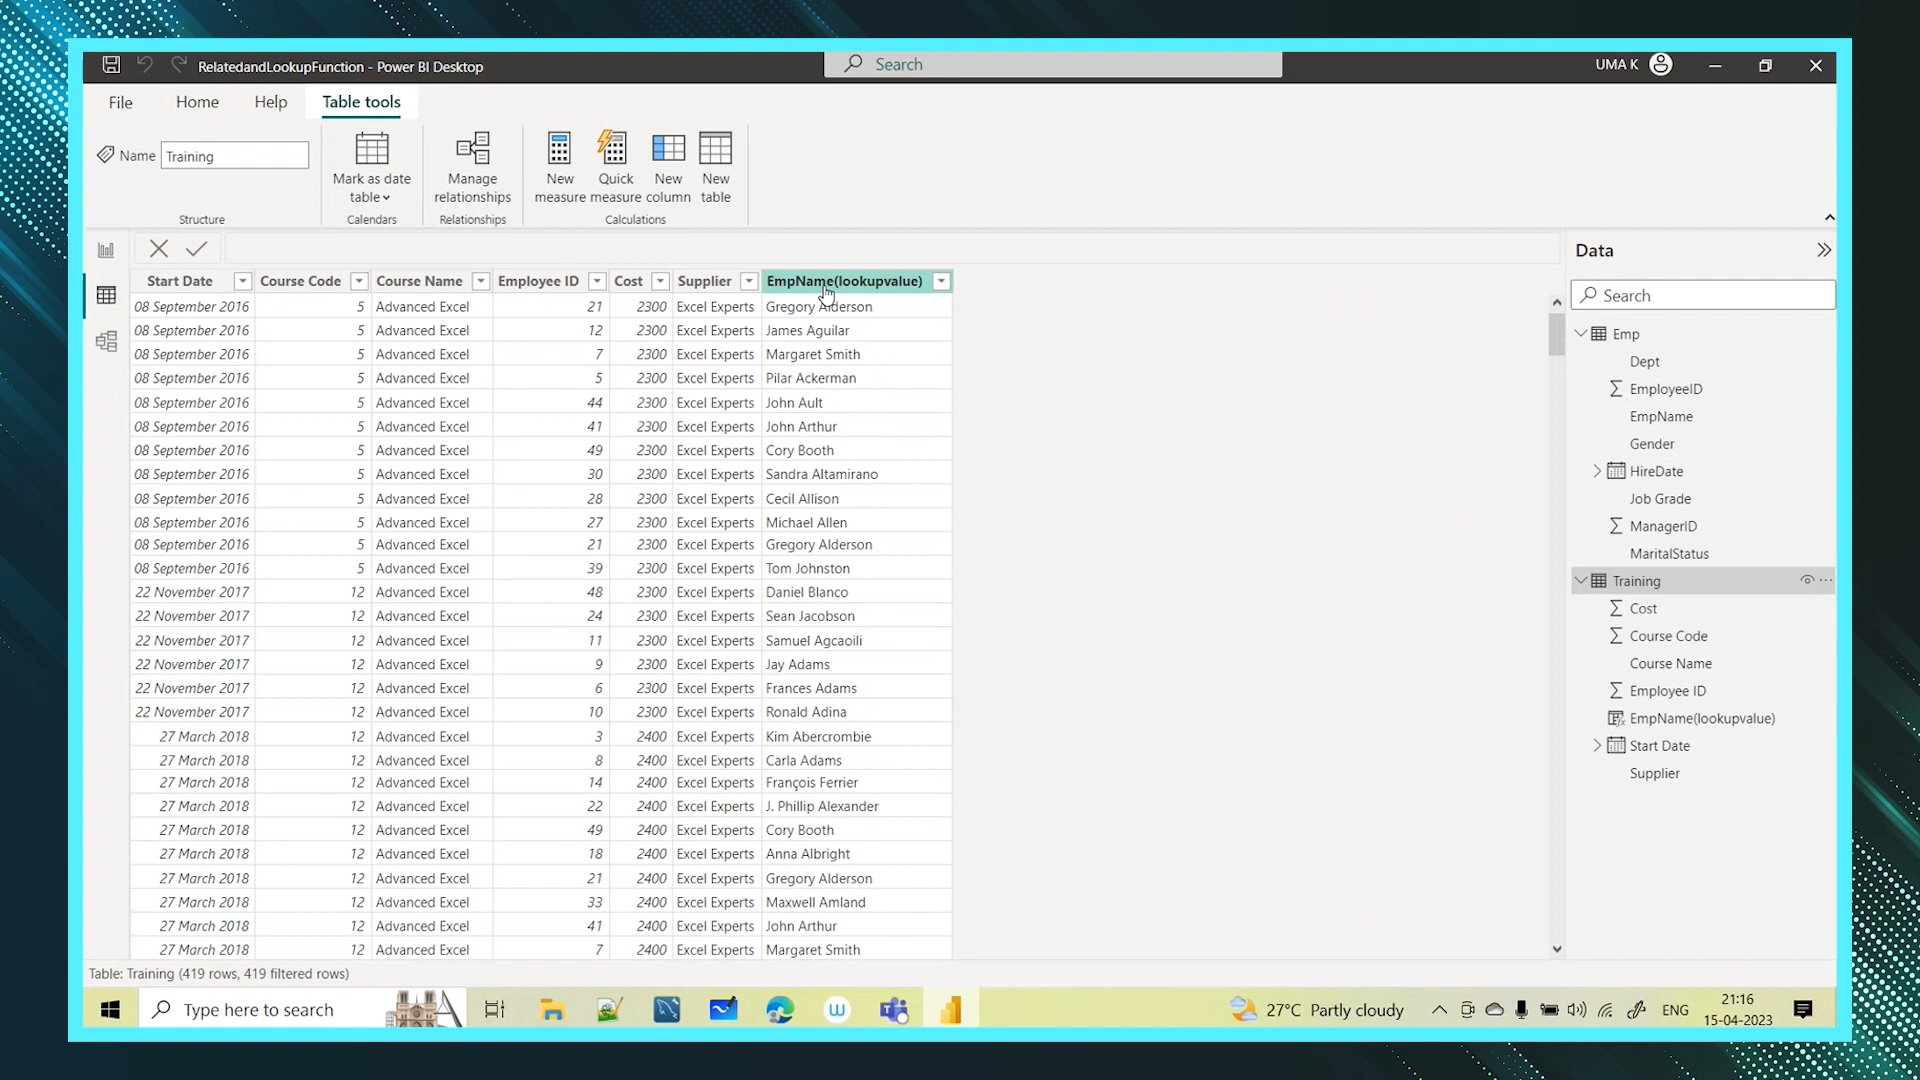 RelatedandLookupFunction - Power BI Desktop
Search
UMA K
File Home Help Table tools
Name Training
Mark as date table
Manage relationships
New measure
Quick measure
New column
New table
Structure Calendars Relationships Calculations
Start Date Course Code Course Name Employee ID Cost Supplier EmpName(lookupvalue)
08 September 2016 5 Advanced Excel 21 2300 Excel Experts Gregory Alderson
08 September 2016 5 Advanced Excel 12 2300 Excel Experts James Aguilar
08 September 2016 5 Advanced Excel 7 2300 Excel Experts Margaret Smith
08 September 2016 5 Advanced Excel 5 2300 Excel Experts Pilar Ackerman
08 September 2016 5 Advanced Excel 44 2300 Excel Experts John Ault
08 September 2016 5 Advanced Excel 41 2300 Excel Experts John Arthur
08 September 2016 5 Advanced Excel 49 2300 Excel Experts Cory Booth
08 September 2016 5 Advanced Excel 30 2300 Excel Experts Sandra Altamirano
08 September 2016 5 Advanced Excel 28 2300 Excel Experts Cecil Allison
08 September 2016 5 Advanced Excel 27 2300 Excel Experts Michael Allen
08 September 2016 5 Advanced Excel 21 2300 Excel Experts Gregory Alderson
08 September 2016 5 Advanced Excel 39 2300 Excel Experts Tom Johnston
22 November 2017 12 Advanced Excel 48 2300 Excel Experts Daniel Blanco
22 November 2017 12 Advanced Excel 24 2300 Excel Experts Sean Jacobson
22 November 2017 12 Advanced Excel 11 2300 Excel Experts Samuel Agcaoili
22 November 2017 12 Advanced Excel 9 2300 Excel Experts Jay Adams
22 November 2017 12 Advanced Excel 6 2300 Excel Experts Frances Adams
22 November 2017 12 Advanced Excel 10 2300 Excel Experts Ronald Adina
27 March 2018 12 Advanced Excel 3 2400 Excel Experts Kim Abercrombie
27 March 2018 12 Advanced Excel 8 2400 Excel Experts Carla Adams
27 March 2018 12 Advanced Excel 14 2400 Excel Experts François Ferrier
27 March 2018 12 Advanced Excel 22 2400 Excel Experts J. Phillip Alexander
27 March 2018 12 Advanced Excel 49 2400 Excel Experts Cory Booth
27 March 2018 12 Advanced Excel 18 2400 Excel Experts Anna Albright
27 March 2018 12 Advanced Excel 21 2400 Excel Experts Gregory Alderson
27 March 2018 12 Advanced Excel 33 2400 Excel Experts Maxwell Amland
27 March 2018 12 Advanced Excel 41 2400 Excel Experts John Arthur
27 March 2018 12 Advanced Excel 7 2400 Excel Experts Margaret Smith
Data
Search
Emp
Dept
EmployeeID
EmpName
Gender
HireDate
Job Grade
ManagerID
MaritalStatus
Training
Cost
Course Code
Course Name
Employee ID
EmpName(lookupvalue)
Start Date
Supplier
Table: Training (419 rows, 419 filtered rows)
Type here to search
27°C Partly cloudy
ENG
21:16
15-04-2023